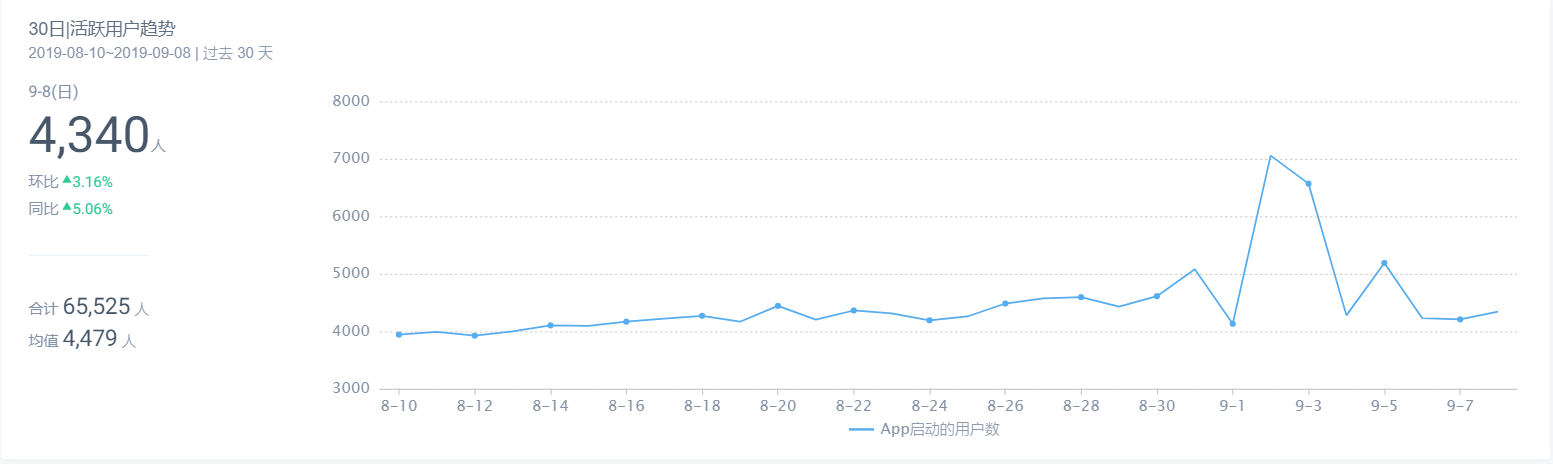 30日|活跃用户趋势
2019-08-10~2019-09-08 | 过去 30 天
9-8(日)
4,340人
环比 ▲3.16%
同比 ▲5.06%
合计 65,525 人
均值 4,479 人
8000
7000
6000
5000
4000
3000
8-10 8-12 8-14 8-16 8-18 8-20 8-22 8-24 8-26 8-28 8-30 9-1 9-3 9-5 9-7
App启动的用户数